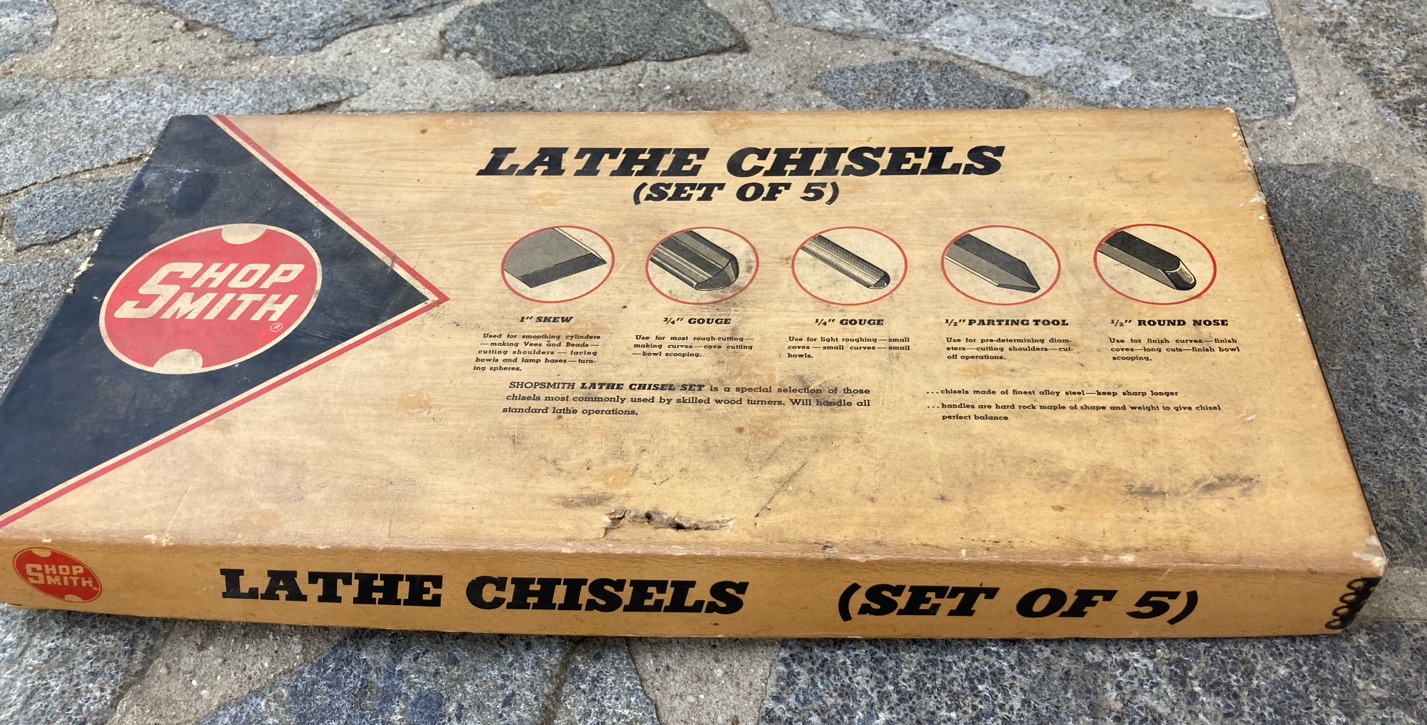 LATHE CHISELS
(SET OF 5)
SHOP
SMITH
®
1" SKEW
Used for smoothing cylinders
—making Vees and Beads—
cutting shoulders — facing
bowls and lamp bases—turn-
ing spheres.
3/4" GOUGE
Use for most rough-cutting—
making curves—cove cutting
—bowl scooping.
1/4" GOUGE
Use for light roughing—small
coves—small curves—small
bowls.
1/2" PARTING TOOL
Use for pre-determining diam-
eters—cutting shoulders—cut-
off operations.
1/2" ROUND NOSE
Use for finish curves—finish
coves—long cuts—finish bowl
scooping.
SHOPSMITH LATHE CHISEL SET is a special selection of those
chisels most commonly used by skilled wood turners. Will handle all
standard lathe operations.
...chisels made of finest alloy steel—keep sharp longer
...handles are hard rock maple of shape and weight to give chisel
perfect balance
SHOP
SMITH
LATHE CHISELS (SET OF 5)